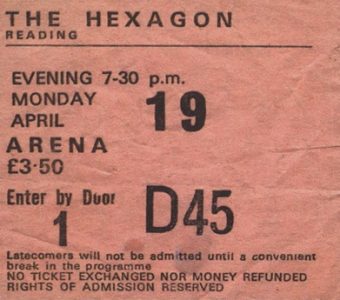 THE HEXAGON
READING
EVENING 7-30 p.m.
MONDAY
APRIL 19
ARENA
£3·50
Enter by Door
1 D45
Latecomers will not be admitted until a convenient
break in the programme
NO TICKET EXCHANGED NOR MONEY REFUNDED
RIGHTS OF ADMISSION RESERVED